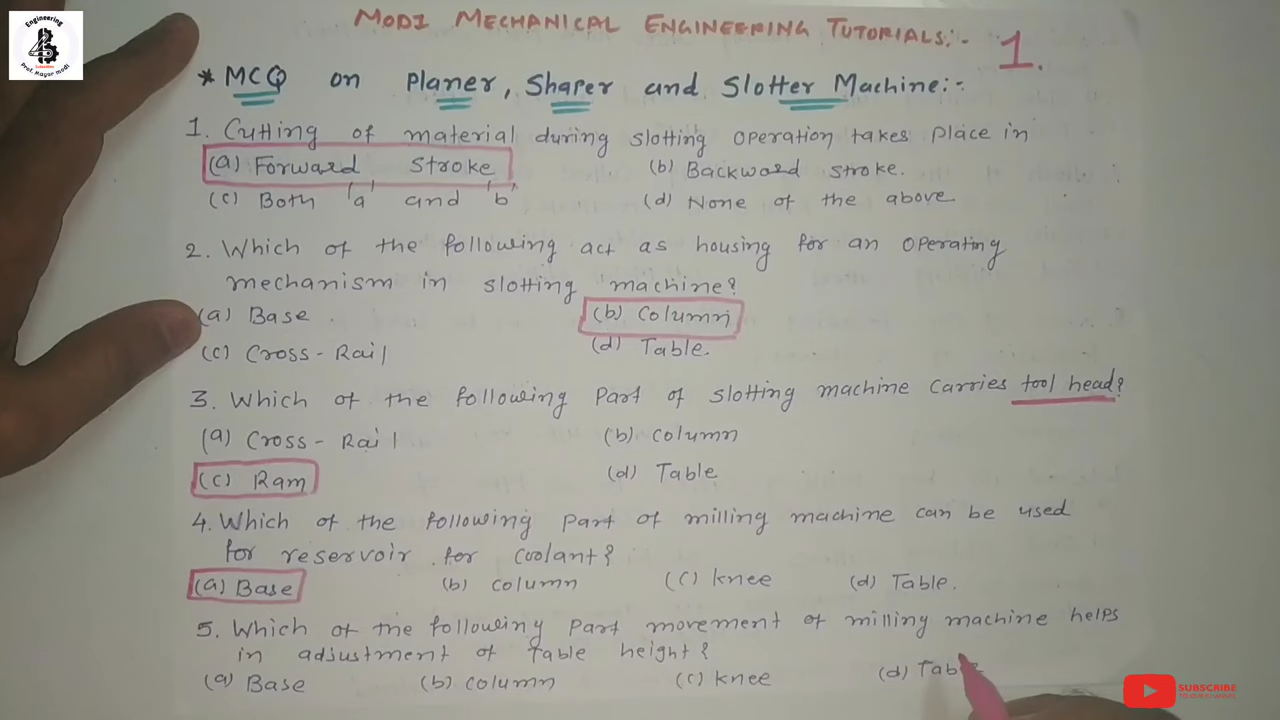 Engineering
Subscribe
Prof. Mayur modi
MODI MECHANICAL ENGINEERING TUTORIALS:-
1.
* MCQ on Planer, Shaper and Slotter Machine:-
1. Cutting of material during slotting operation takes place in
(a) Forward Stroke (b) Backward stroke.
(c) Both 'a' and 'b' (d) None of the above
2. Which of the following act as housing for an operating
mechanism in slotting machine?
(a) Base (b) Column
(c) Cross-Rail (d) Table.
3. Which of the following part of slotting machine carries tool head?
(a) Cross-Rail (b) column
(c) Ram (d) Table
4. Which of the following part of milling machine can be used
for reservoir for coolant?
(a) Base (b) column (c) knee (d) Table.
5. Which of the following part movement of milling machine helps
in adjustment of table height?
(a) Base (b) column (c) knee (d) Table
SUBSCRIBE
TO OUR CHANNEL